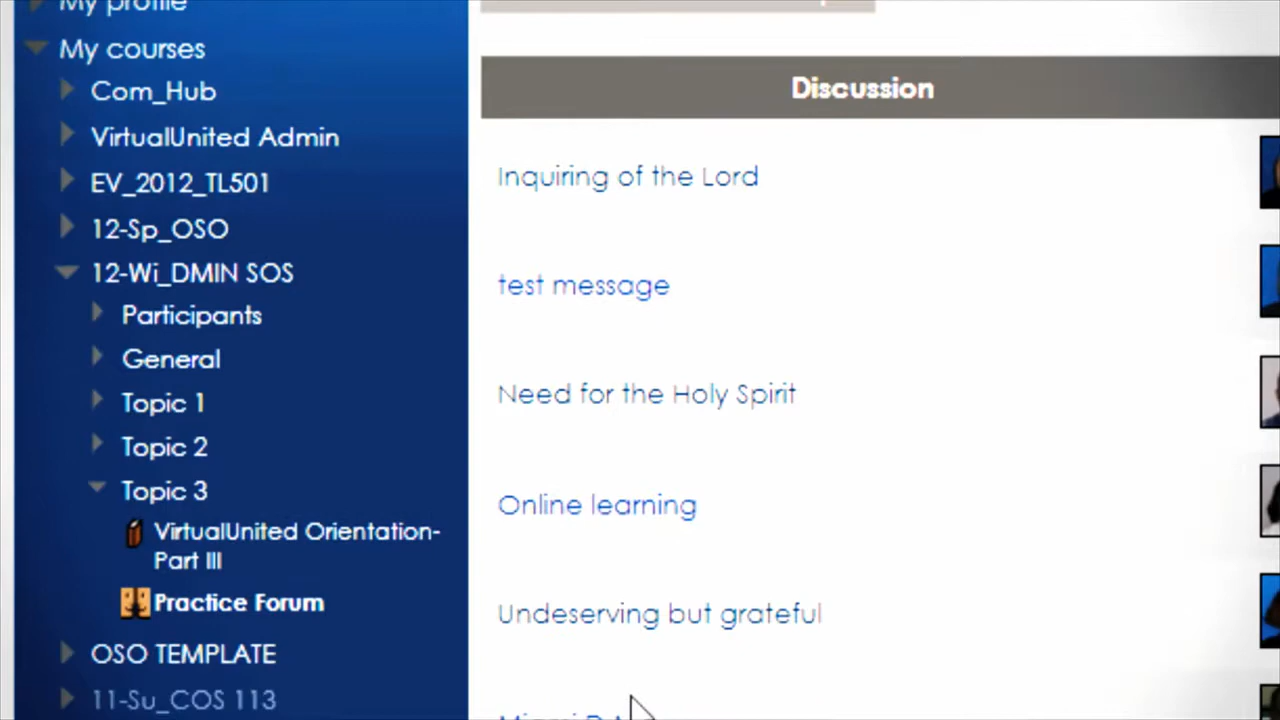 My profile
My courses
Com_Hub
VirtualUnited Admin
EV_2012_TL501
12-Sp_OSO
12-Wi_DMIN SOS
Participants
General
Topic 1
Topic 2
Topic 3
VirtualUnited Orientation-
Part III
Practice Forum
OSO TEMPLATE
11-Su_COS 113
Discussion
Inquiring of the Lord
test message
Need for the Holy Spirit
Online learning
Undeserving but grateful